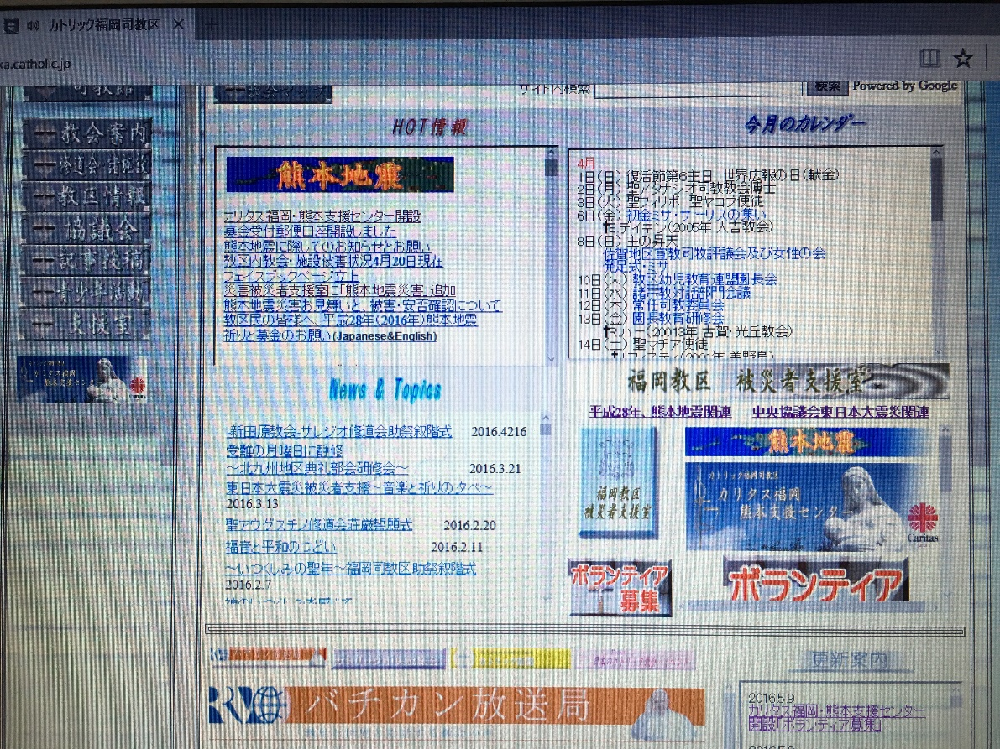 カトリック福岡司教区
ka.catholic.jp
サイト内検索
検索
Powered by Google
教会案内
修道会・諸施設
教区情報
協議会
記事投稿
支援室
HOT情報
熊本地震
カリタス福岡・熊本支援センター開設
募金受付郵便口座開設しました
熊本地震に際してのお知らせとお願い
教区内教会・施設被害状況4月20日現在
フェイスブックページ立上
災害被災者支援室に「熊本地震災害」追加
熊本地震災害お見舞いと、被害・安否確認について
教区民の皆様へ、平成28年(2016年)熊本地震
祈りと募金のお願い(Japanese&English)
今月のカレンダー
4月
1日(日) 復活節第6主日 世界広報の日(献金)
2日(月) 聖アタナジオ司教教会博士
3日(火) 聖フィリポ 聖ヤコブ使徒
6日(金) 初金ミサ・サーリスの集い
✝E.ディキン(2005年 人吉教会)
8日(日) 主の昇天
佐賀地区宣教司牧評議会及び女性の会
発足式・ミサ
10日(火) 教区幼児教育連盟園長会
11日(水) 諸宗教対話部門会議
12日(木) 常任司教委員会
13日(金) 園長教育研修会
✝R.ハー(20013年 古賀・光丘教会)
14日(土) 聖マチア使徒
News & Topics
-新田原教会-サレジオ修道会助祭叙階式 2016.4216
受難の月曜日に静修
～北九州地区典礼部会研修会～ 2016.3.21
東日本大震災被災者支援～音楽と祈りの夕べ～
2016.3.13
聖アウグスチノ修道会荘厳誓願式 2016.2.20
福音と平和のつどい 2016.2.11
～いつくしみの聖年～福岡司教区助祭叙階式
2016.2.7
福岡教区 被災者支援室
平成28年、熊本地震関連 中央協議会東日本大震災関連
福岡教区
被災者支援室
熊本地震
カトリック福岡司教区
カリタス福岡
熊本支援センター
Caritas
ボランティア
募集
ボランティア
更新案内
バチカン放送局
2016.5.9
カリタス福岡・熊本支援センター
開設「ボランティア募集」